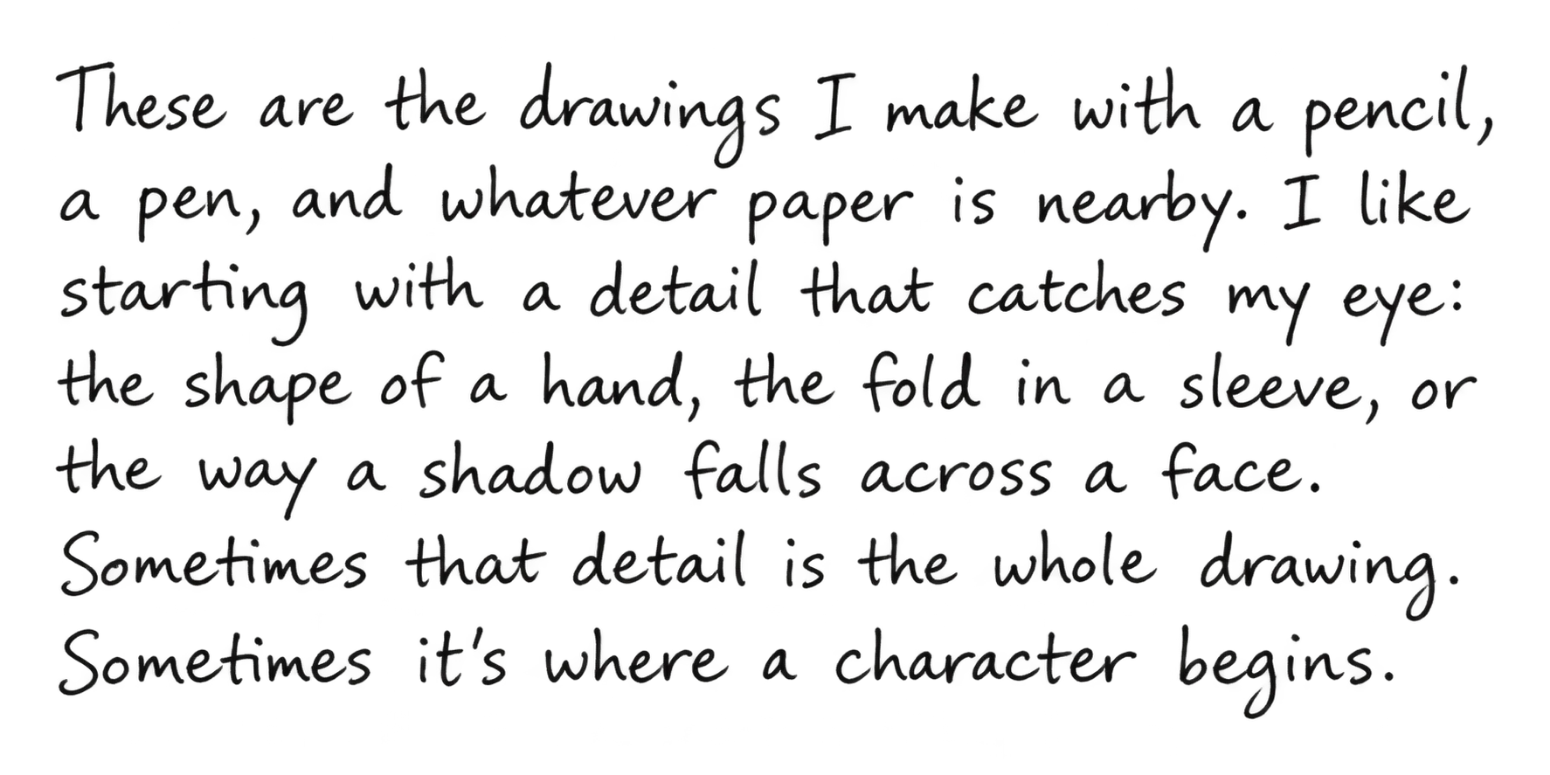 These are the drawings I make with a pencil,
a pen, and whatever paper is nearby. I like
starting with a detail that catches my eye:
the shape of a hand, the fold in a sleeve, or
the way a shadow falls across a face.
Sometimes that detail is the whole drawing.
Sometimes it's where a character begins.